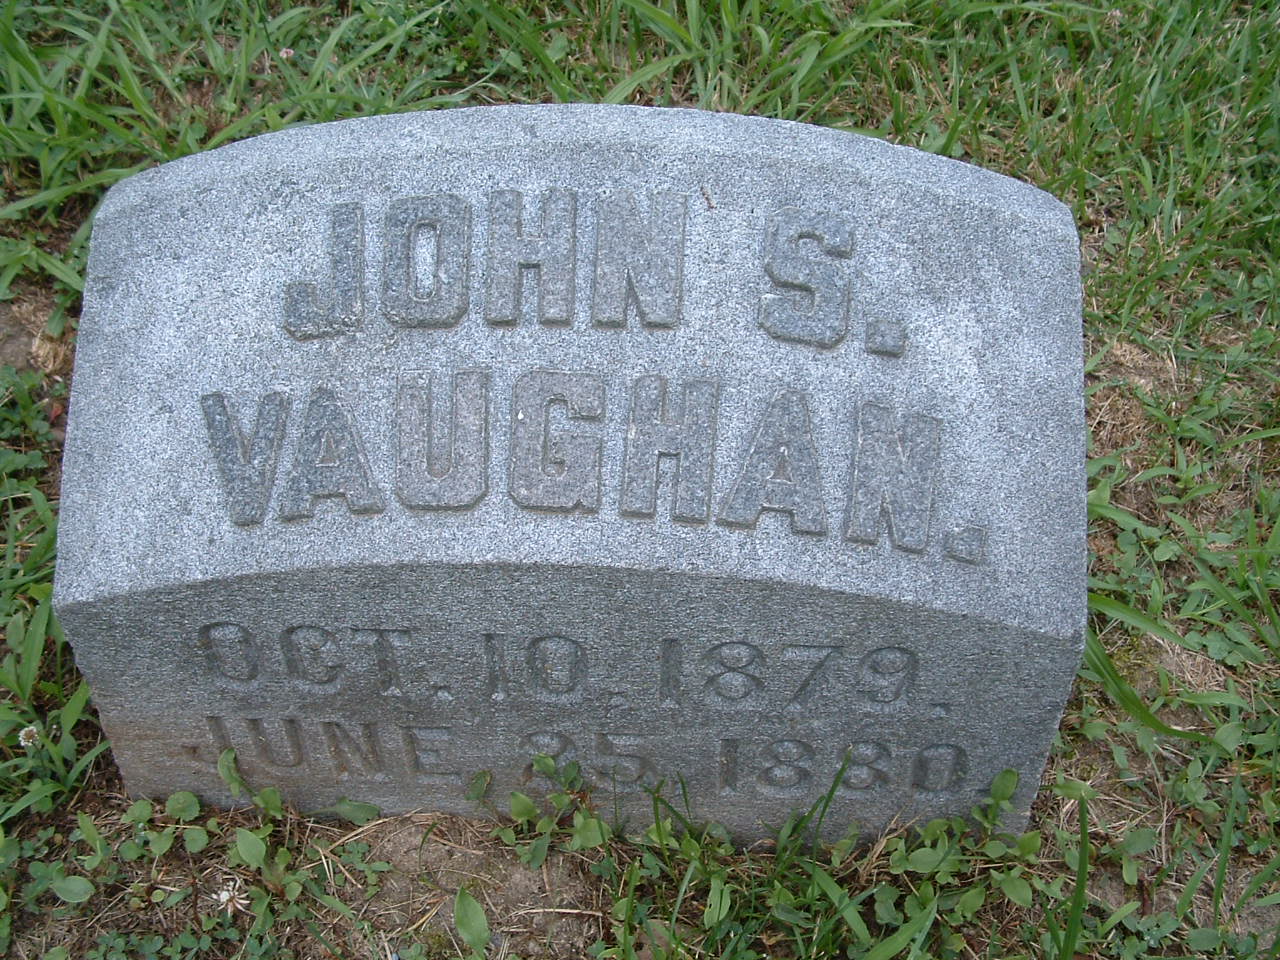 JOHN S.
VAUGHAN.
OCT. 10, 1879.
JUNE 25, 1880.